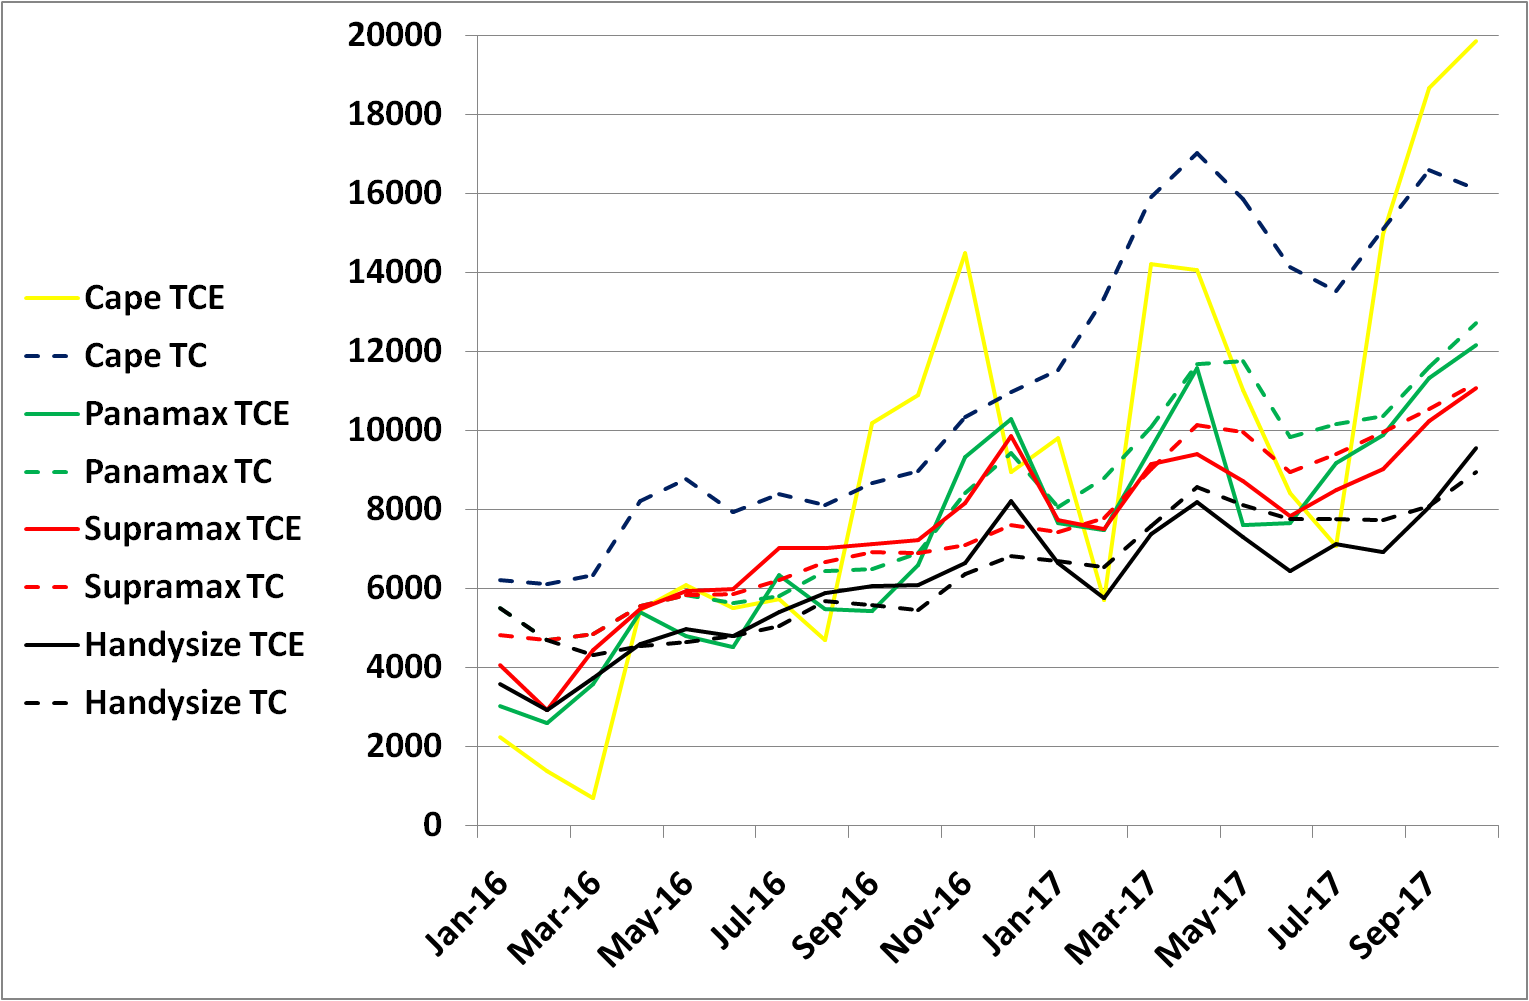 20000
18000
16000
14000
12000
10000
8000
6000
4000
2000
0
Cape TCE
Cape TC
Panamax TCE
Panamax TC
Supramax TCE
Supramax TC
Handysize TCE
Handysize TC
Jan-16
Mar-16
May-16
Jul-16
Sep-16
Nov-16
Jan-17
Mar-17
May-17
Jul-17
Sep-17